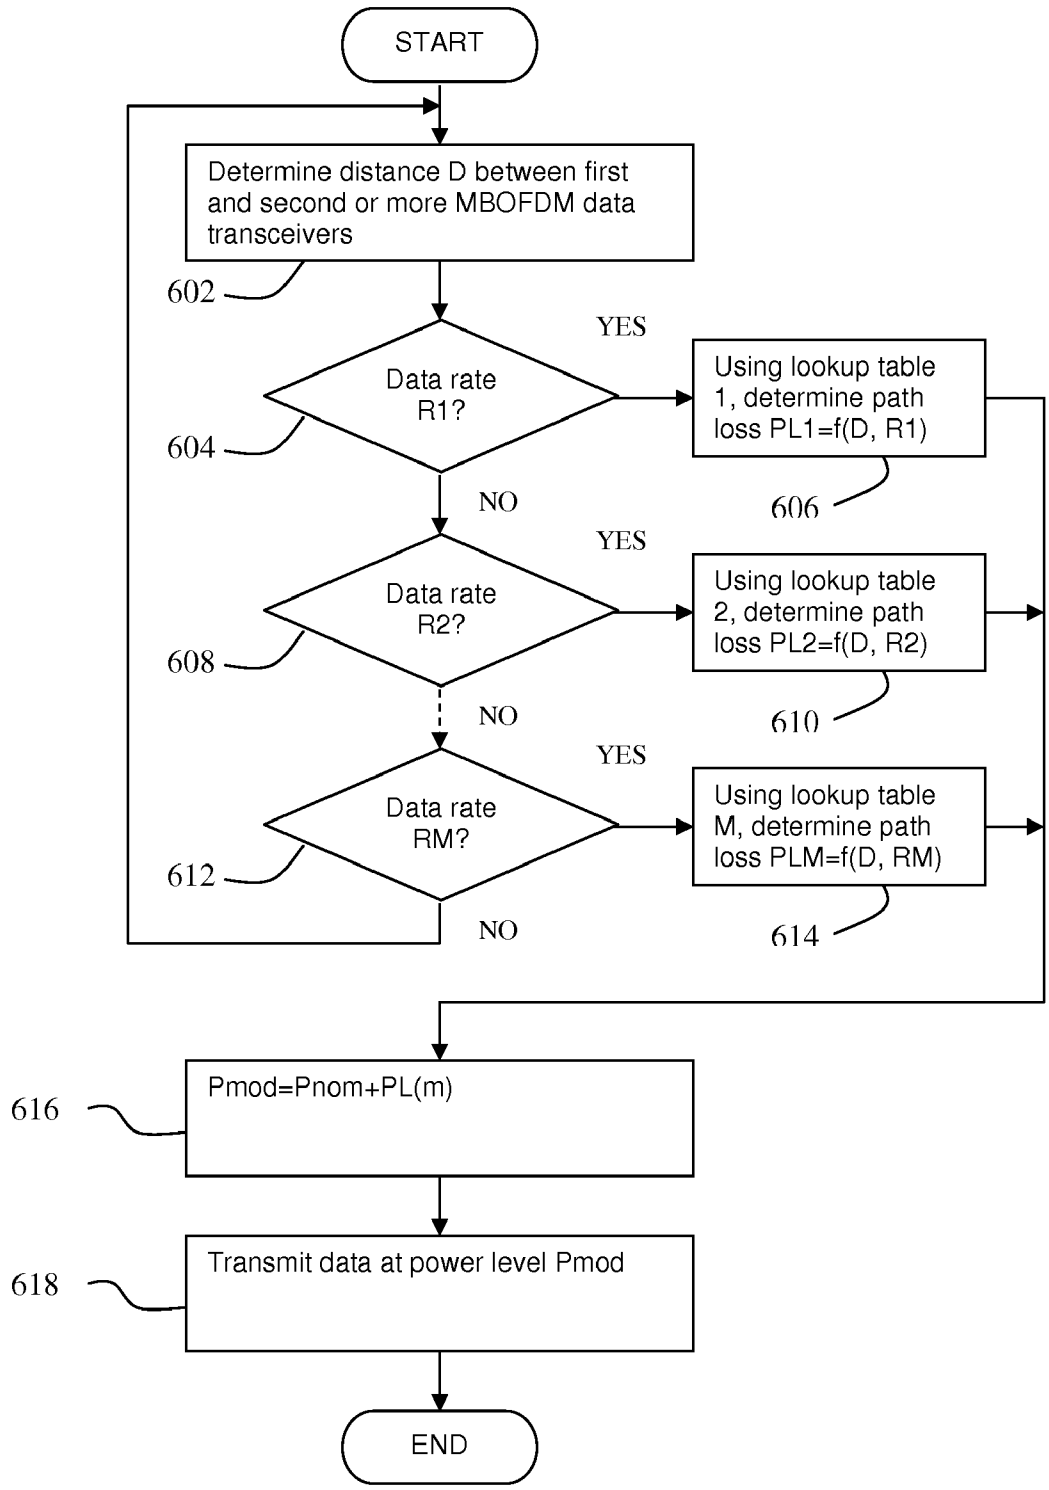 START
Determine distance D between first
and second or more MBOFDM data
transceivers
602
YES
Data rate
R1?
Using lookup table
1, determine path
loss PL1=f(D, R1)
604
606
NO
YES
Data rate
R2?
Using lookup table
2, determine path
loss PL2=f(D, R2)
608
610
NO
YES
Data rate
RM?
Using lookup table
M, determine path
loss PLM=f(D, RM)
612
614
NO
Pmod=Pnom+PL(m)
616
Transmit data at power level Pmod
618
END